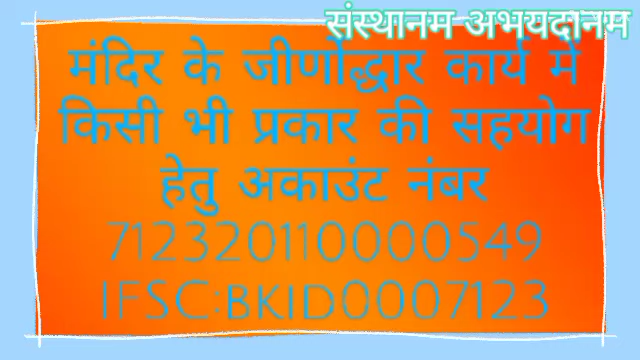 संस्थानम अभयदानम
मंदिर के जीणोद्धार कार्य में
किसी भी प्रकार की सहयोग
हेतु अकाउंट नंबर
712320110000549
IFSC:BKID0007123